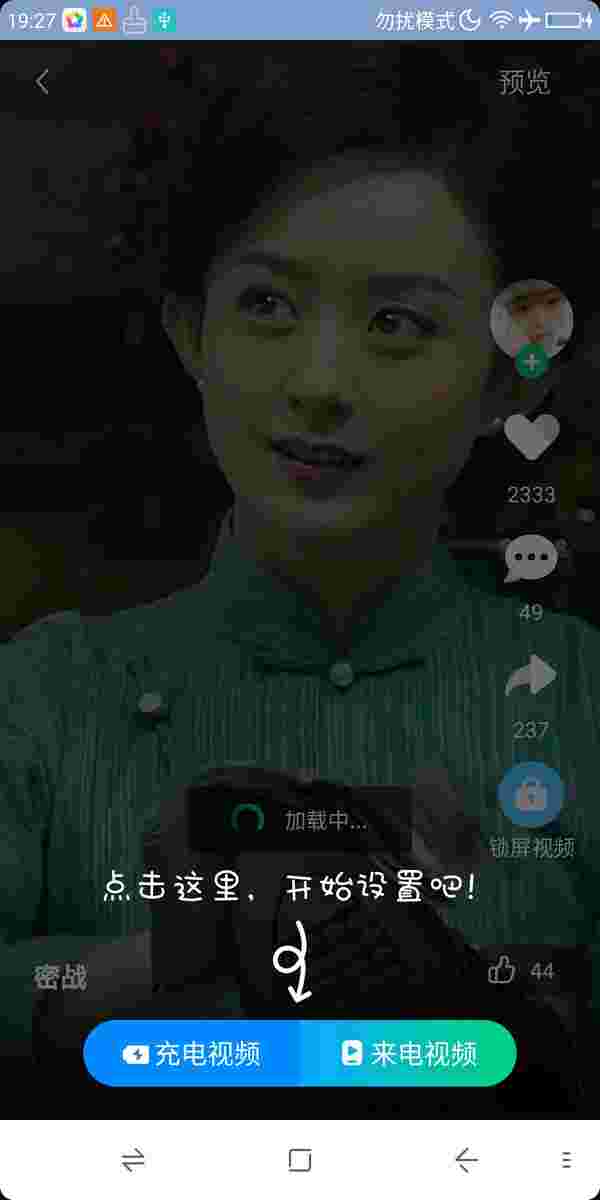 19:27 勿扰模式
预览
2333
49
237
锁屏视频
加载中...
点击这里，开始设置吧！
密战
44
充电视频 来电视频